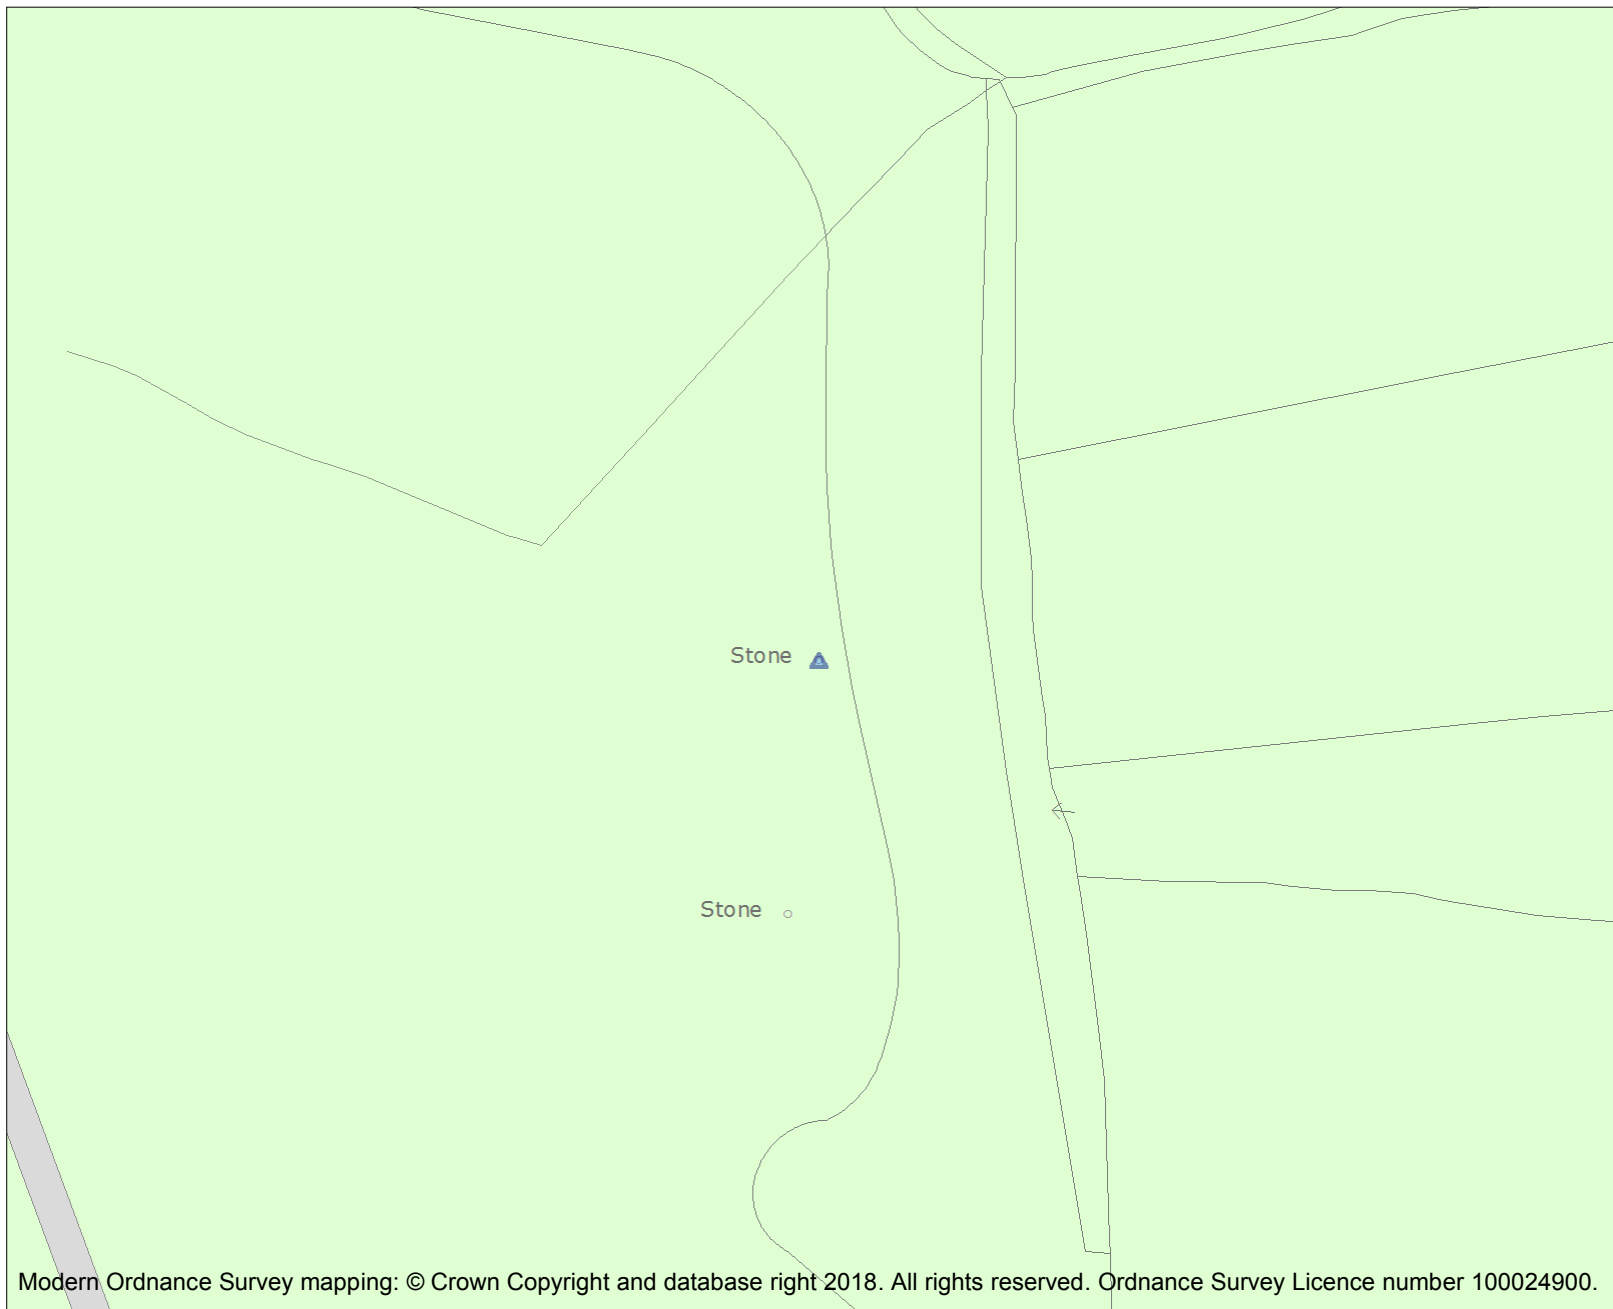 Stone
Stone
Modern Ordnance Survey mapping: © Crown Copyright and database right 2018. All rights reserved. Ordnance Survey Licence number 100024900.